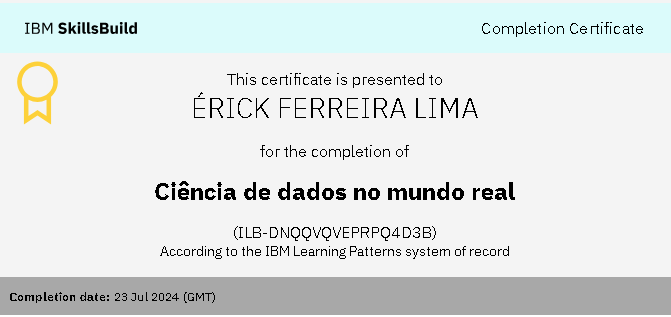 IBM SkillsBuild
Completion Certificate
This certificate is presented to
ÉRICK FERREIRA LIMA
for the completion of
Ciência de dados no mundo real
(ILB-DNQQVQVEPRPQ4D3B)
According to the IBM Learning Patterns system of record
Completion date: 23 Jul 2024 (GMT)